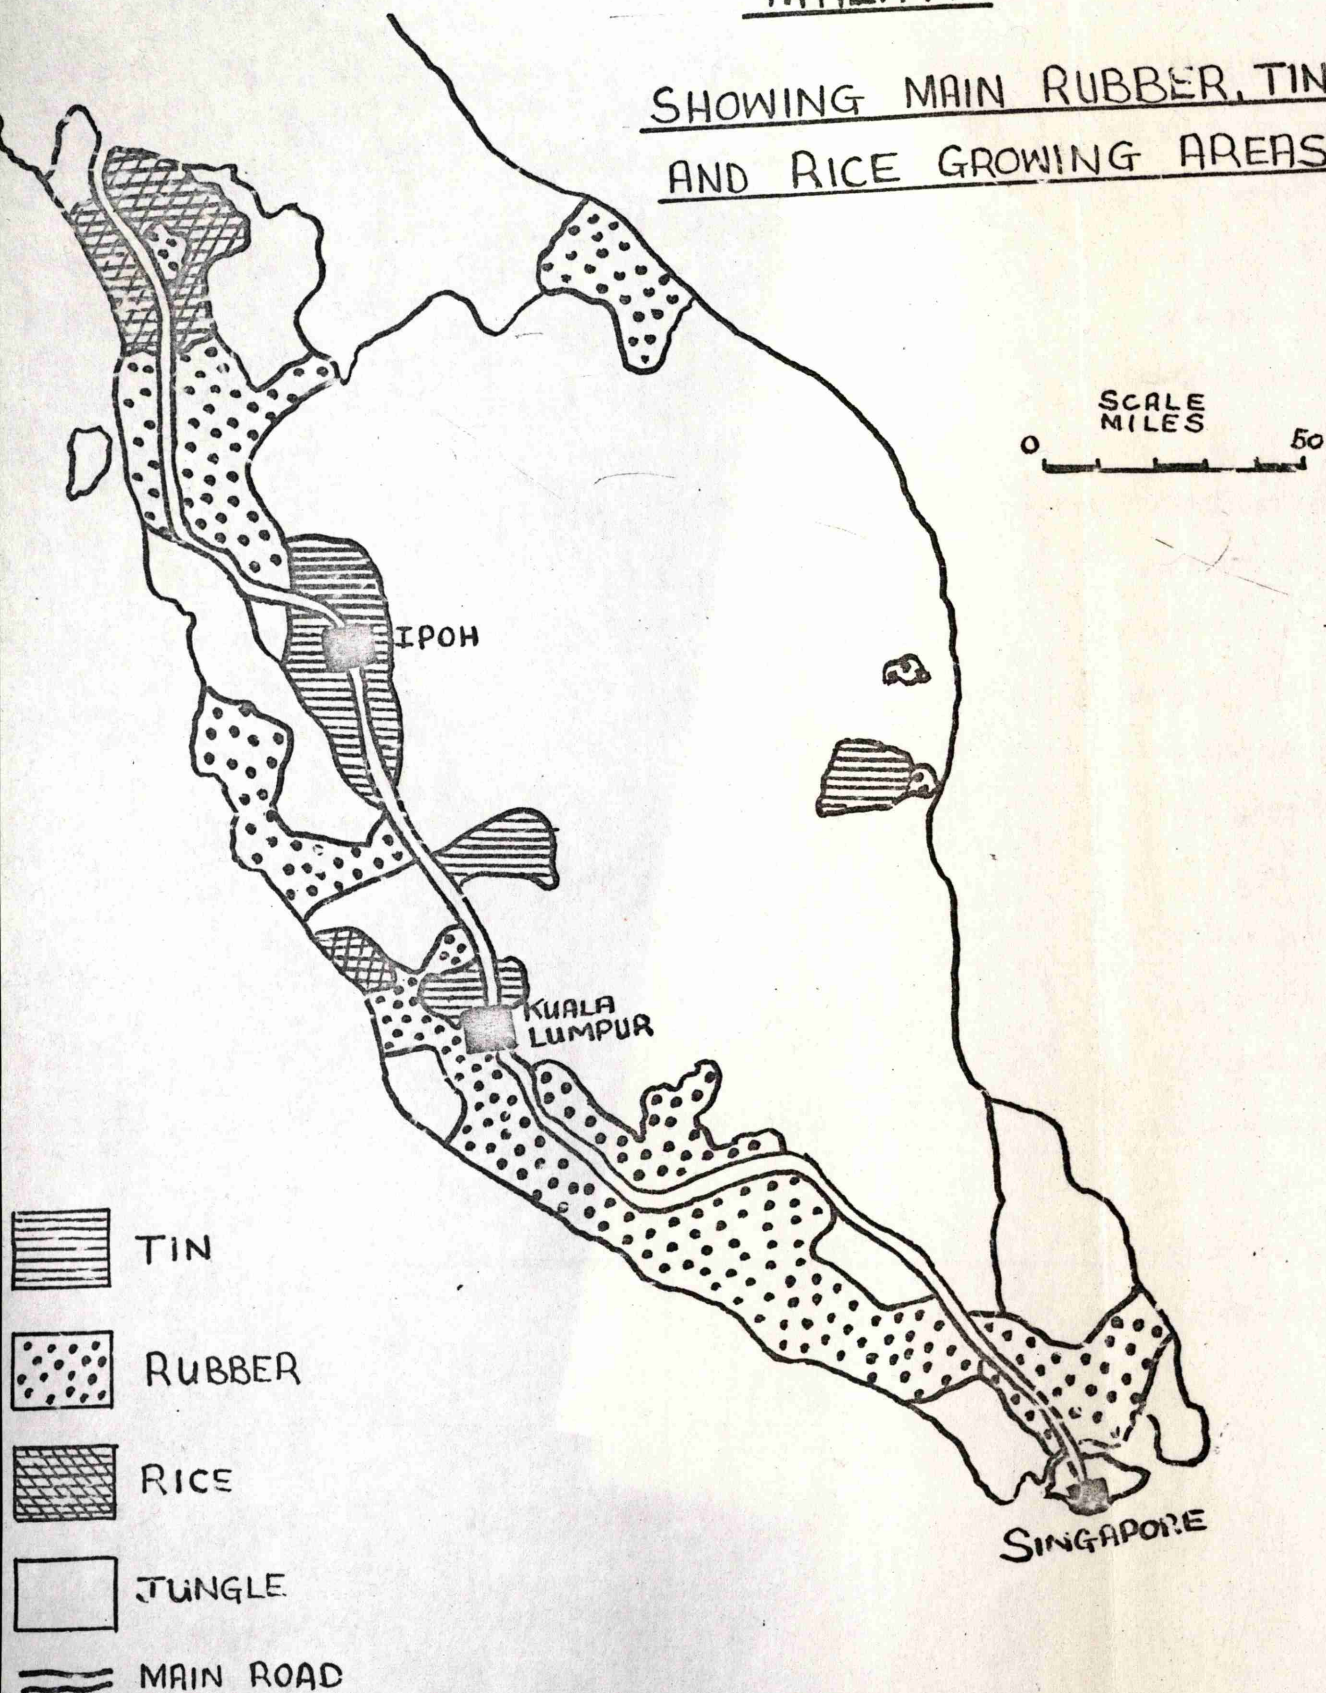 SHOWING MAIN RUBBER, TIN
AND RICE GROWING AREAS
SCALE
MILES
0 50
IPOH
KUALA
LUMPUR
SINGAPORE
TIN
RUBBER
RICE
JUNGLE
MAIN ROAD